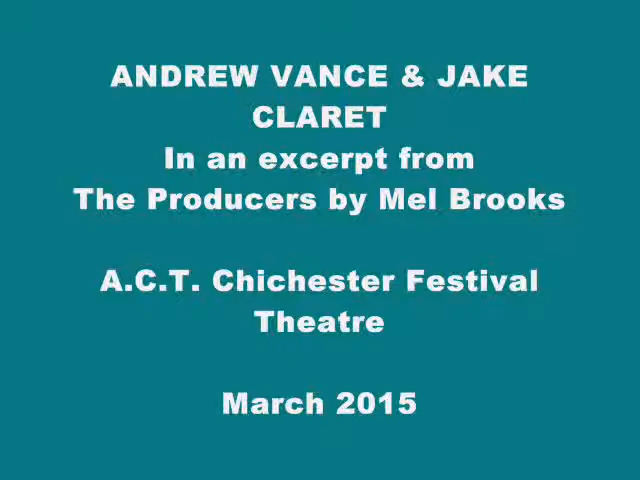 ANDREW VANCE & JAKE
CLARET
In an excerpt from
The Producers by Mel Brooks
A.C.T. Chichester Festival
Theatre
March 2015